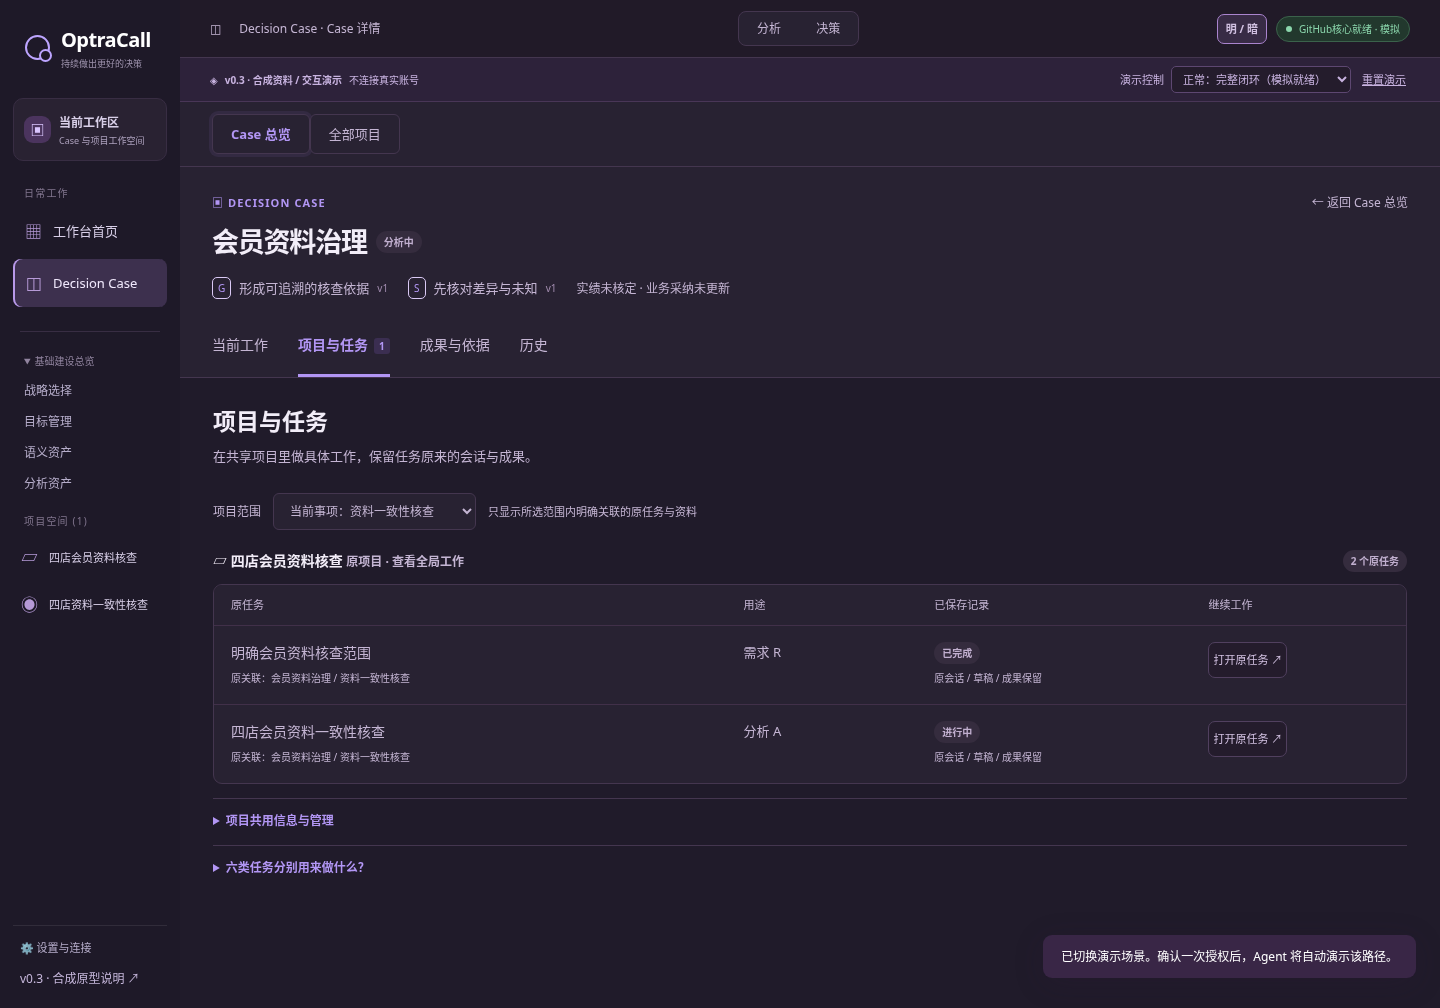 OptraCall
持续做出更好的决策
当前工作区
Case 与项目工作空间
日常工作
工作台首页
Decision Case
▼ 基础建设总览
战略选择
目标管理
语义资产
分析资产
项目空间 (1)
四店会员资料核查
四店资料一致性核查
设置与连接
v0.3 · 合成原型说明 ↗
Decision Case · Case 详情
分析
决策
明 / 暗
GitHub核心就绪 · 模拟
◈ v0.3 · 合成资料 / 交互演示 不连接真实账号
演示控制
正常：完整闭环（模拟就绪）
重置演示
Case 总览
全部项目
DECISION CASE
← 返回 Case 总览
会员资料治理 分析中
G 形成可追溯的核查依据 v1 S 先核对差异与未知 v1 实绩未核定 · 业务采纳未更新
当前工作
项目与任务 1
成果与依据
历史
项目与任务
在共享项目里做具体工作，保留任务原来的会话与成果。
项目范围
当前事项：资料一致性核查
只显示所选范围内明确关联的原任务与资料
▱ 四店会员资料核查 原项目 · 查看全局工作
2 个原任务
原任务 用途 已保存记录 继续工作
明确会员资料核查范围 需求 R 已完成 打开原任务 ↗
原关联：会员资料治理 / 资料一致性核查 原会话 / 草稿 / 成果保留
四店会员资料一致性核查 分析 A 进行中 打开原任务 ↗
原关联：会员资料治理 / 资料一致性核查 原会话 / 草稿 / 成果保留
▶ 项目共用信息与管理
▶ 六类任务分别用来做什么？
已切换演示场景。确认一次授权后，Agent 将自动演示该路径。